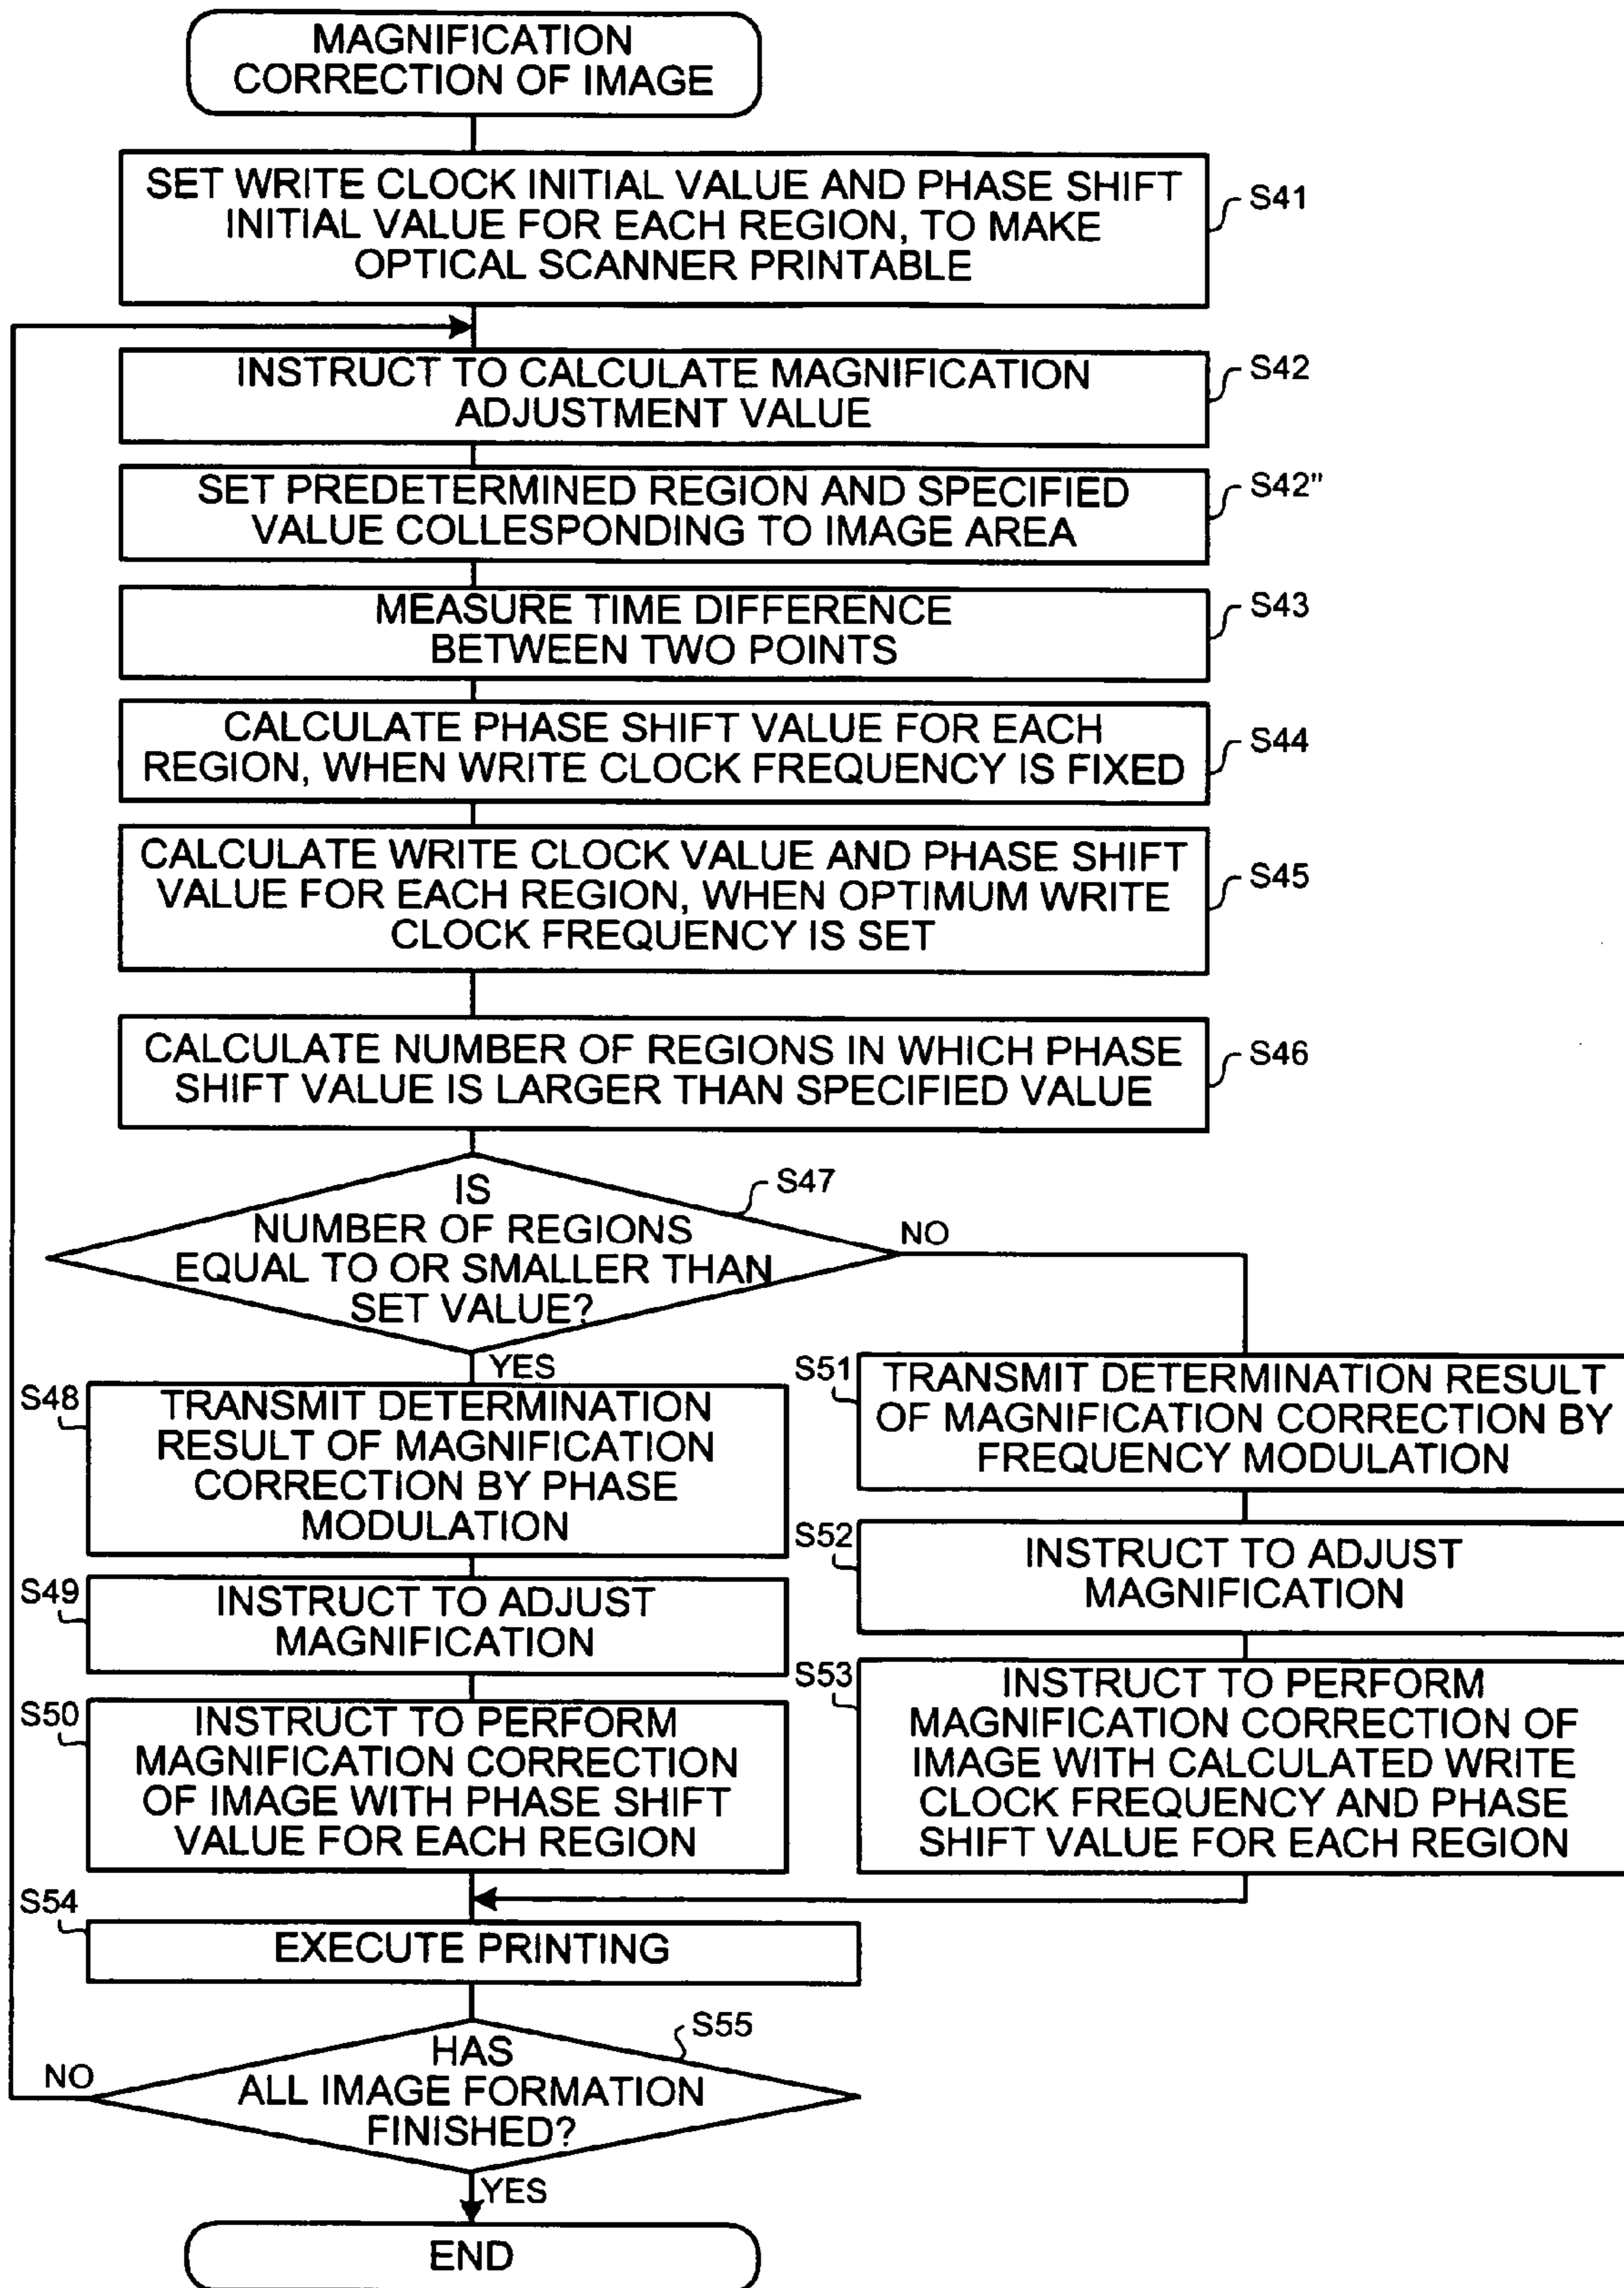 MAGNIFICATION
CORRECTION OF IMAGE
SET WRITE CLOCK INITIAL VALUE AND PHASE SHIFT
INITIAL VALUE FOR EACH REGION, TO MAKE
OPTICAL SCANNER PRINTABLE
S41
INSTRUCT TO CALCULATE MAGNIFICATION
ADJUSTMENT VALUE
S42
SET PREDETERMINED REGION AND SPECIFIED
VALUE COLLESPONDING TO IMAGE AREA
S42"
MEASURE TIME DIFFERENCE
BETWEEN TWO POINTS
S43
CALCULATE PHASE SHIFT VALUE FOR EACH
REGION, WHEN WRITE CLOCK FREQUENCY IS FIXED
S44
CALCULATE WRITE CLOCK VALUE AND PHASE SHIFT
VALUE FOR EACH REGION, WHEN OPTIMUM WRITE
CLOCK FREQUENCY IS SET
S45
CALCULATE NUMBER OF REGIONS IN WHICH PHASE
SHIFT VALUE IS LARGER THAN SPECIFIED VALUE
S46
IS
NUMBER OF REGIONS
EQUAL TO OR SMALLER THAN
SET VALUE?
S47
NO
YES
S48
TRANSMIT DETERMINATION
RESULT OF MAGNIFICATION
CORRECTION BY PHASE
MODULATION
S49
INSTRUCT TO ADJUST
MAGNIFICATION
S50
INSTRUCT TO PERFORM
MAGNIFICATION CORRECTION
OF IMAGE WITH PHASE SHIFT
VALUE FOR EACH REGION
S51
TRANSMIT DETERMINATION RESULT
OF MAGNIFICATION CORRECTION BY
FREQUENCY MODULATION
S52
INSTRUCT TO ADJUST
MAGNIFICATION
S53
INSTRUCT TO PERFORM
MAGNIFICATION CORRECTION OF
IMAGE WITH CALCULATED WRITE
CLOCK FREQUENCY AND PHASE
SHIFT VALUE FOR EACH REGION
S54
EXECUTE PRINTING
S55
HAS
ALL IMAGE FORMATION
FINISHED?
NO
YES
END